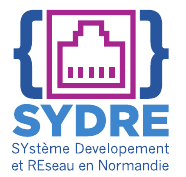 SYDRE
SYstème Developement
et REseau en Normandie